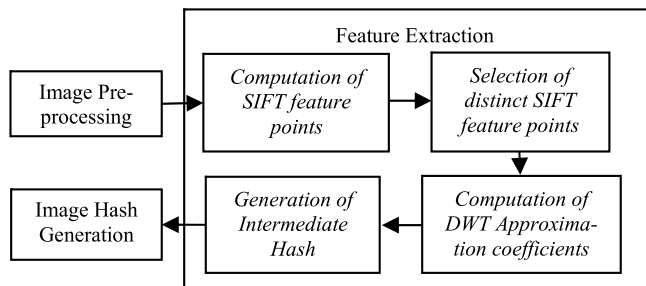 Feature Extraction
Image Pre-
processing
Computation of
SIFT feature
points
Selection of
distinct SIFT
feature points
Computation of
DWT Approxima-
tion coefficients
Generation of
Intermediate
Hash
Image Hash
Generation